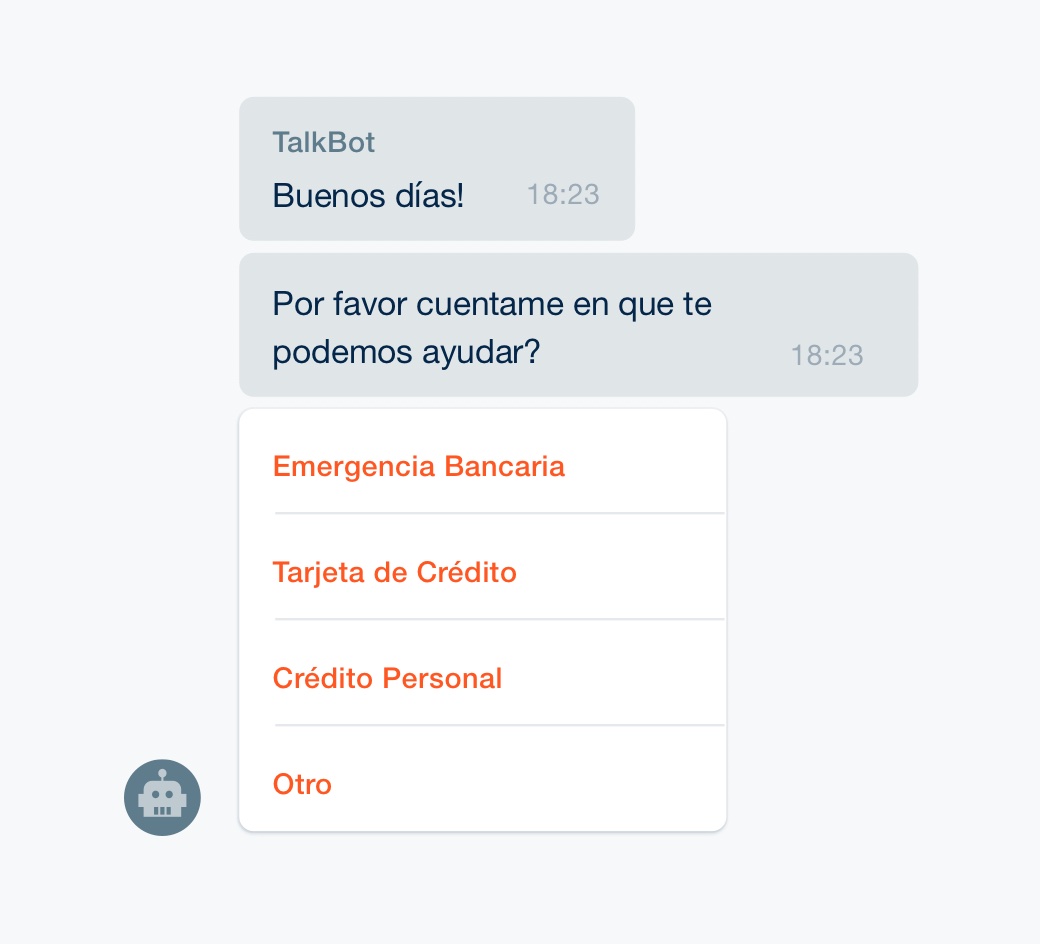 TalkBot
Buenos días! 18:23
Por favor cuentame en que te
podemos ayudar? 18:23
Emergencia Bancaria
Tarjeta de Crédito
Crédito Personal
Otro